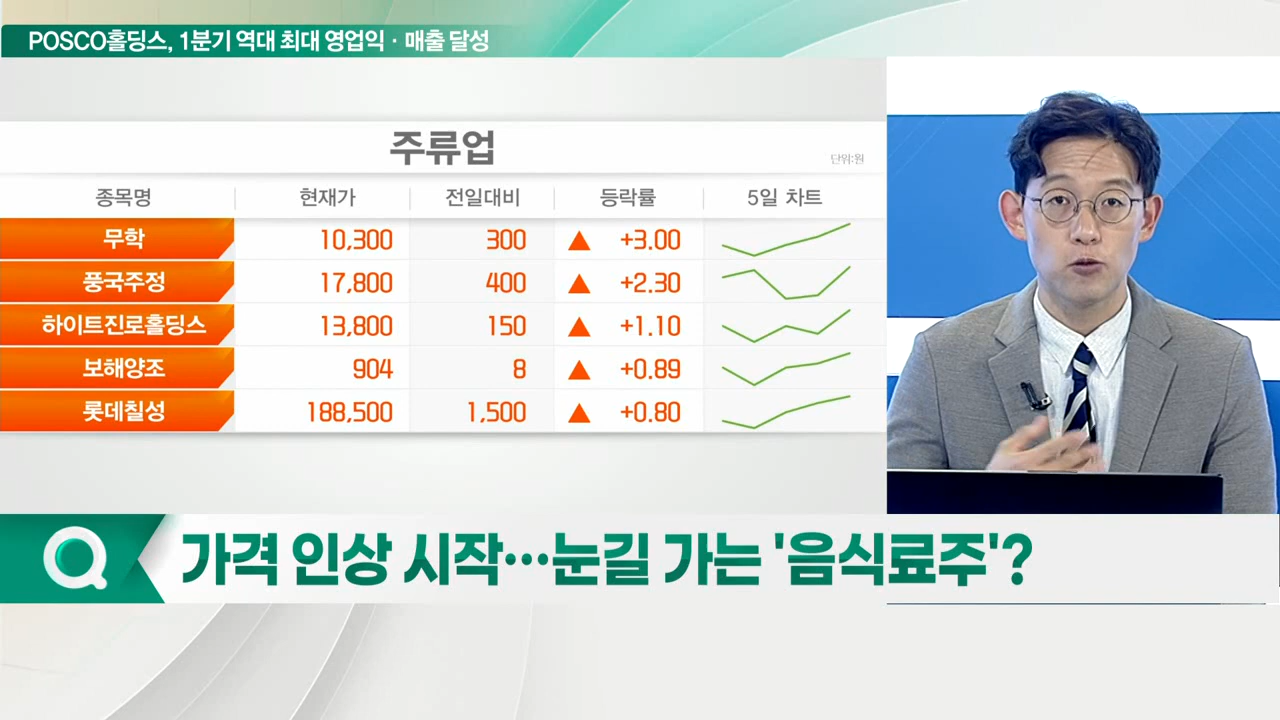 POSCO홀딩스, 1분기 역대 최대 영업익·매출 달성
주류업
단위:원
종목명 현재가 전일대비 등락률 5일 차트
무학 10,300 300 ▲ +3.00
풍국주정 17,800 400 ▲ +2.30
하이트진로홀딩스 13,800 150 ▲ +1.10
보해양조 904 8 ▲ +0.89
롯데칠성 188,500 1,500 ▲ +0.80
가격 인상 시작…눈길 가는 '음식료주'?